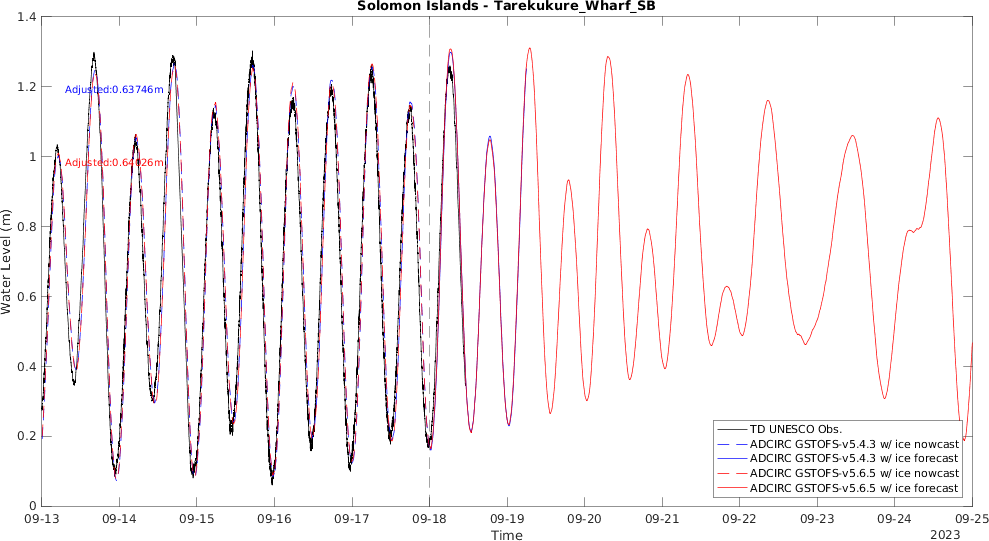 Solomon Islands - Tarekukure_Wharf_SB
1.4
1.2
1
0.8
0.6
0.4
0.2
0
Water Level (m)
Adjusted:0.63746m
Adjusted:0.64026m
TD UNESCO Obs.
ADCIRC GSTOFS-v5.4.3 w/ ice nowcast
ADCIRC GSTOFS-v5.4.3 w/ ice forecast
ADCIRC GSTOFS-v5.6.5 w/ ice nowcast
ADCIRC GSTOFS-v5.6.5 w/ ice forecast
09-13 09-14 09-15 09-16 09-17 09-18 09-19 09-20 09-21 09-22 09-23 09-24 09-25
Time 2023